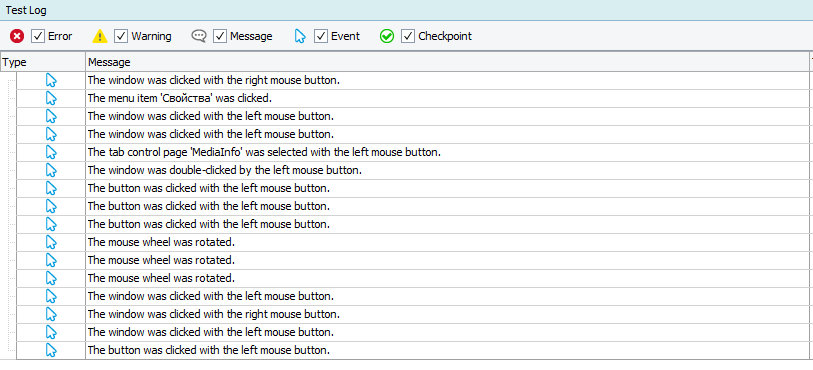 Test Log
Error Warning Message Event Checkpoint
Type Message
The window was clicked with the right mouse button.
The menu item 'Свойства' was clicked.
The window was clicked with the left mouse button.
The window was clicked with the left mouse button.
The tab control page 'MediaInfo' was selected with the left mouse button.
The window was double-clicked by the left mouse button.
The button was clicked with the left mouse button.
The button was clicked with the left mouse button.
The button was clicked with the left mouse button.
The mouse wheel was rotated.
The mouse wheel was rotated.
The mouse wheel was rotated.
The window was clicked with the left mouse button.
The window was clicked with the right mouse button.
The window was clicked with the left mouse button.
The button was clicked with the left mouse button.